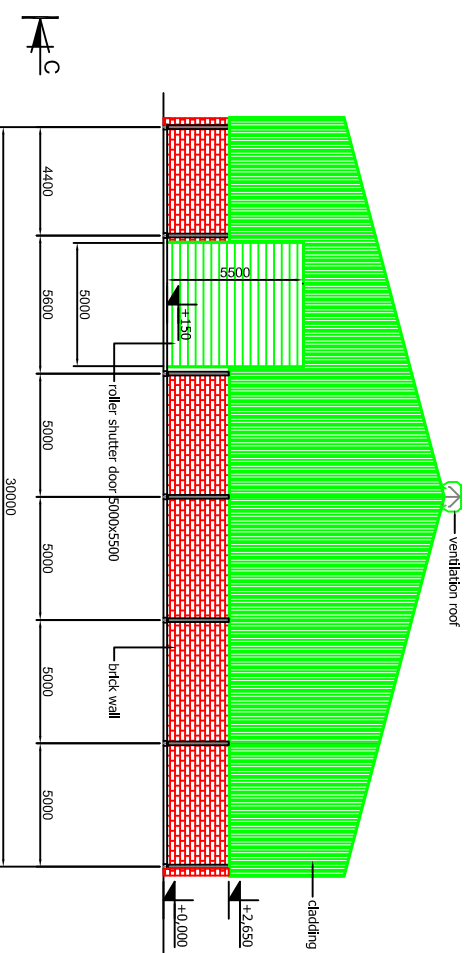 ventilation roof
cladding
5500
+150
+2,650
+0,000
roller shutter door 5000x5500
brick wall
5000
4400
5600
5000
5000
5000
5000
30000
C